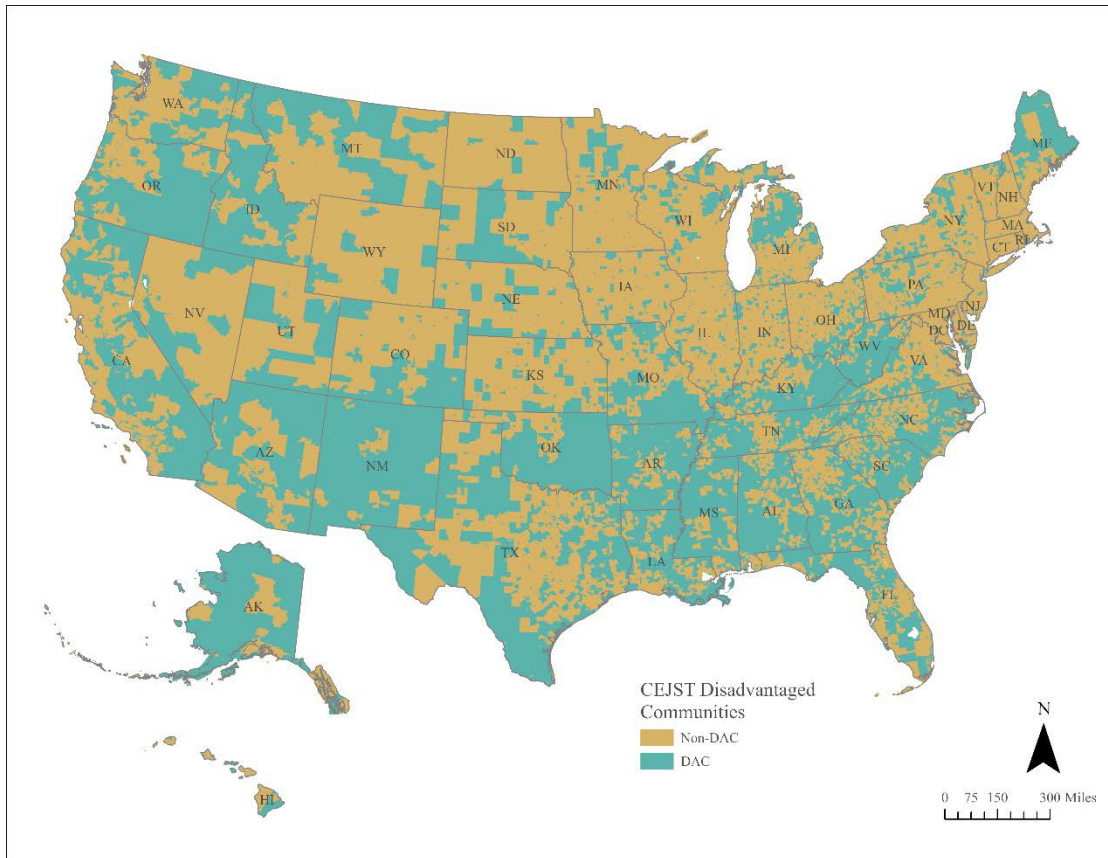 WA
MT
ND
MN
ME
OR
ID
WY
SD
WI
MI
NY
VT
NH
MA
CT
RI
NV
UT
CO
NE
IA
IL
IN
OH
PA
NJ
MD
DE
DC
WV
VA
CA
KS
MO
KY
AZ
NM
OK
AR
TN
NC
SC
MS
AL
GA
TX
LA
FL
AK
HI
CEJST Disadvantaged
Communities
Non-DAC
DAC
N
0 75 150 300 Miles